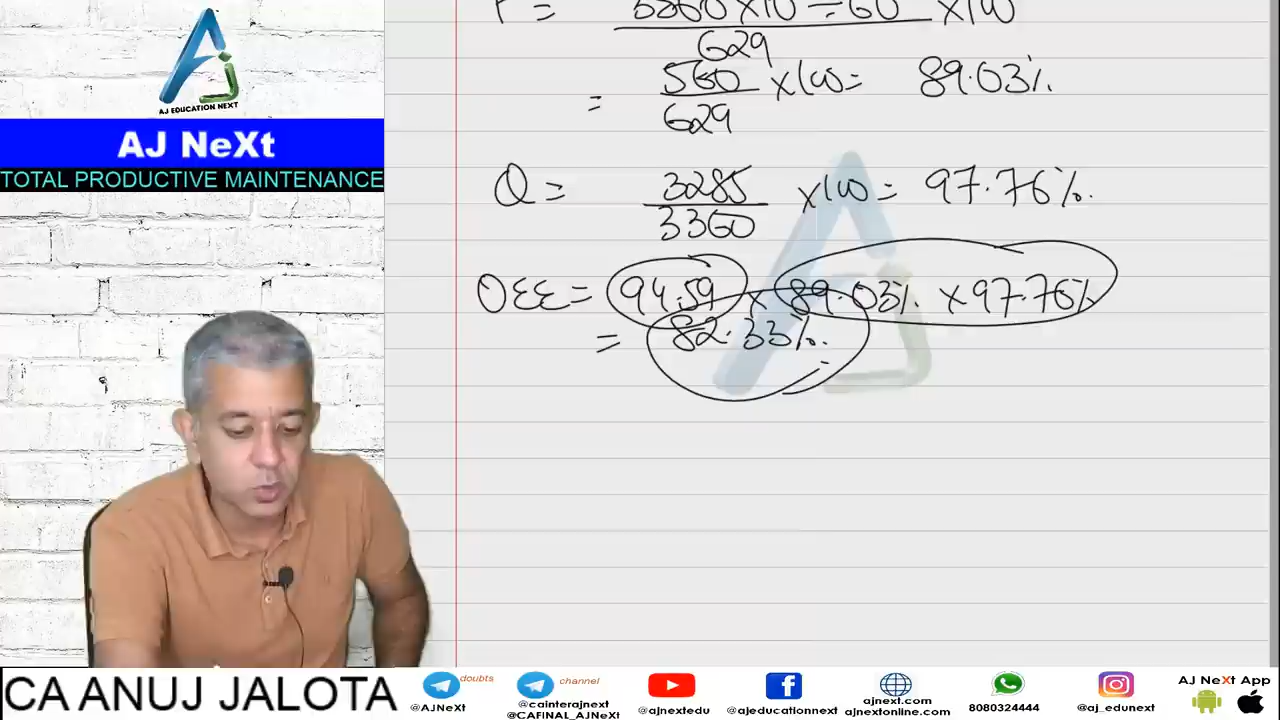 P = 3360 x 10 ÷ 60 x 100
629
= 560 x 100 = 89.03%
629
Q = 3285 x 100 = 97.76%.
3360
OEE = 94.59 x 89.03% x 97.76%
= 82.33%.
AJ EDUCATION NEXT
AJ NeXt
TOTAL PRODUCTIVE MAINTENANCE
CA ANUJ JALOTA
doubts
@AJNeXt
channel
@cainterajnext
@CAFINAL_AJNeXt
@ajnextedu
@ajeducationnext
ajnext.com
ajnextonline.com
8080324444
@aj_edunext
AJ NeXt App